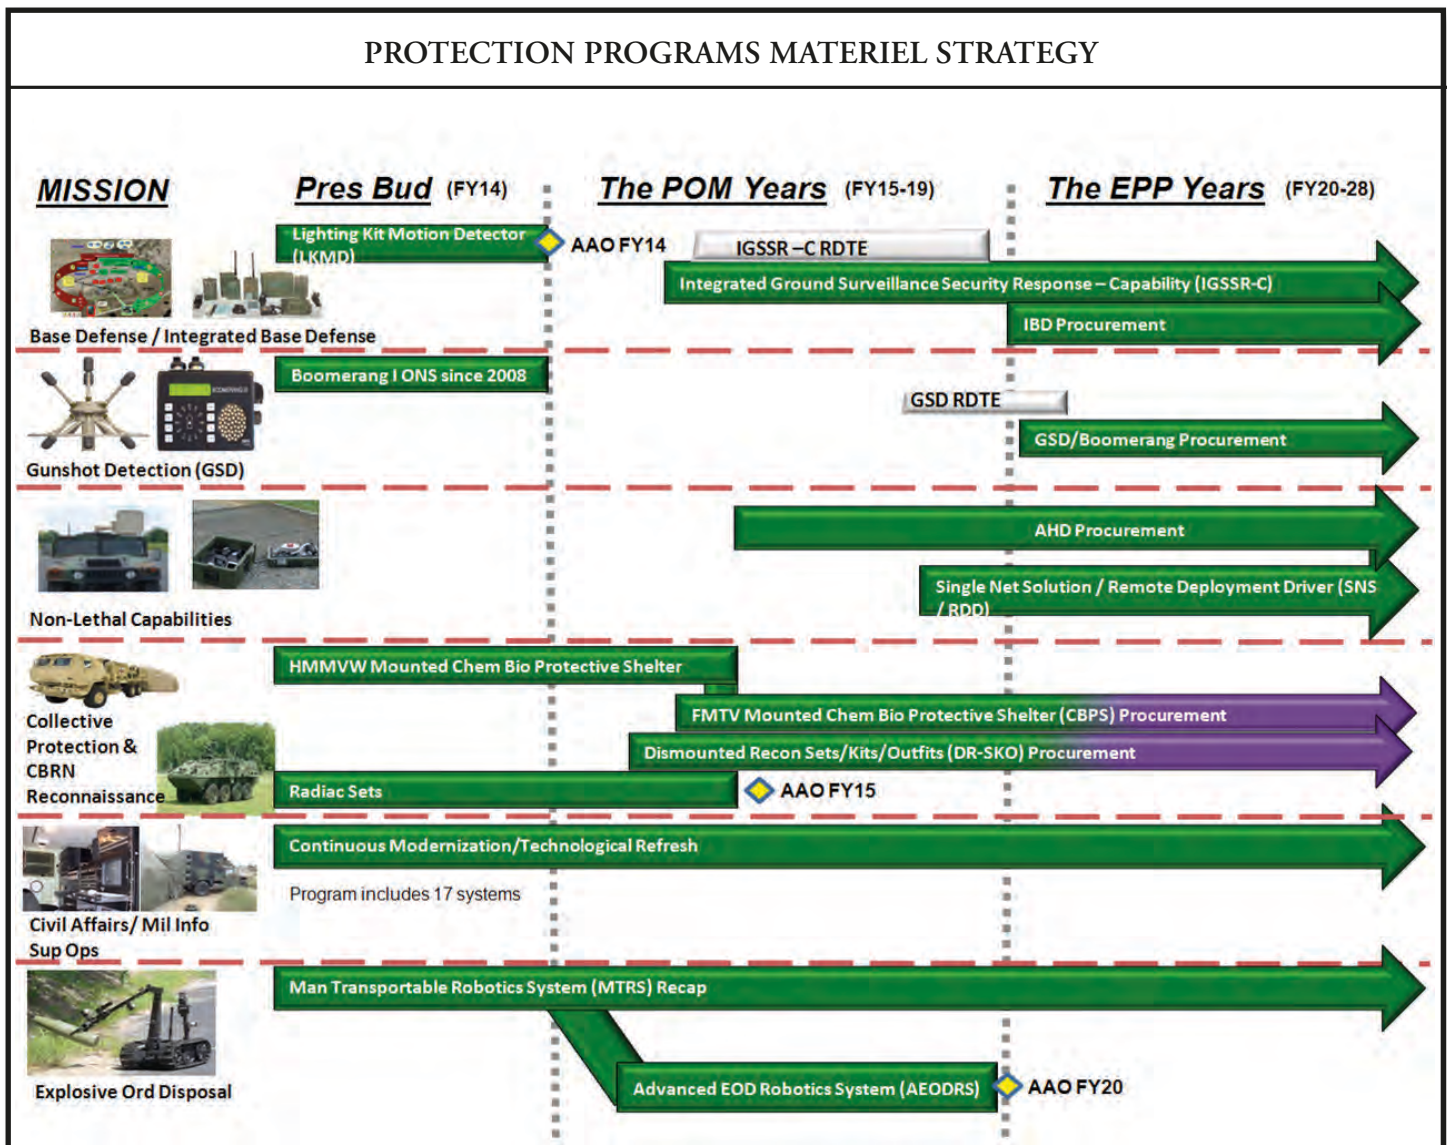 PROTECTION PROGRAMS MATERIEL STRATEGY
MISSION
Pres Bud (FY14)
The POM Years (FY15-19)
The EPP Years (FY20-28)
Lighting Kit Motion Detector
(LKMD)
AAO FY14
IGSSR –C RDTE
Integrated Ground Surveillance Security Response – Capability (IGSSR-C)
IBD Procurement
Base Defense / Integrated Base Defense
Boomerang I ONS since 2008
GSD RDTE
GSD/Boomerang Procurement
Gunshot Detection (GSD)
AHD Procurement
Single Net Solution / Remote Deployment Driver (SNS
/ RDD)
Non-Lethal Capabilities
HMMVW Mounted Chem Bio Protective Shelter
FMTV Mounted Chem Bio Protective Shelter (CBPS) Procurement
Dismounted Recon Sets/Kits/Outfits (DR-SKO) Procurement
Radiac Sets
AAO FY15
Collective
Protection &
CBRN
Reconnaissance
Continuous Modernization/Technological Refresh
Program includes 17 systems
Civil Affairs/ Mil Info
Sup Ops
Man Transportable Robotics System (MTRS) Recap
Advanced EOD Robotics System (AEODRS)
AAO FY20
Explosive Ord Disposal